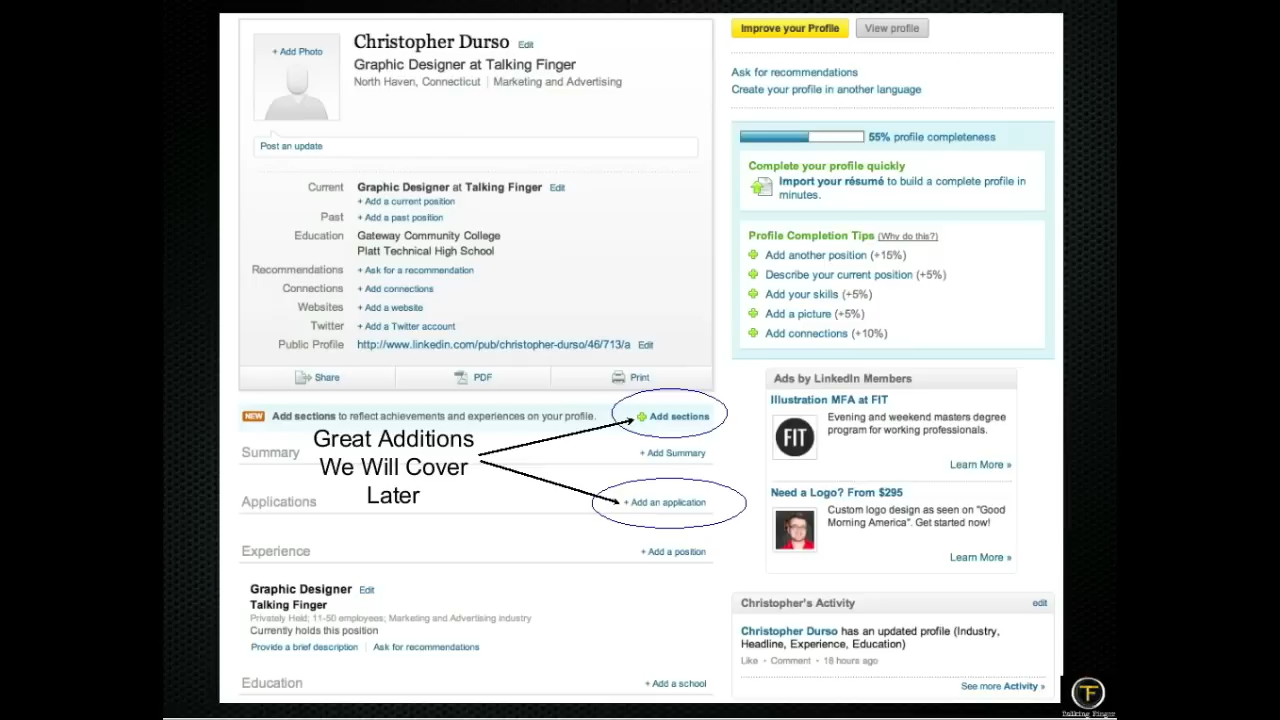 Christopher Durso Edit
+ Add Photo
Graphic Designer at Talking Finger
North Haven, Connecticut | Marketing and Advertising
Post an update
Current Graphic Designer at Talking Finger Edit
+ Add a current position
Past + Add a past position
Education Gateway Community College
Platt Technical High School
Recommendations + Ask for a recommendation
Connections + Add connections
Websites + Add a website
Twitter + Add a Twitter account
Public Profile http://www.linkedin.com/pub/christopher-durso/46/713/a Edit
Share PDF Print
NEW Add sections to reflect achievements and experiences on your profile. Add sections
Great Additions
We Will Cover
Later
Summary + Add Summary
Applications + Add an application
Experience + Add a position
Graphic Designer Edit
Talking Finger
Privately Held; 11-50 employees; Marketing and Advertising industry
Currently holds this position
Provide a brief description | Ask for recommendations
Education + Add a school
Improve your Profile View profile
Ask for recommendations
Create your profile in another language
55% profile completeness
Complete your profile quickly
Import your résumé to build a complete profile in
minutes.
Profile Completion Tips (Why do this?)
Add another position (+15%)
Describe your current position (+5%)
Add your skills (+5%)
Add a picture (+5%)
Add connections (+10%)
Ads by LinkedIn Members
Illustration MFA at FIT
FIT
Evening and weekend masters degree
program for working professionals.
Learn More »
Need a Logo? From $295
Custom logo design as seen on "Good
Morning America". Get started now!
Learn More »
Christopher's Activity edit
Christopher Durso has an updated profile (Industry,
Headline, Experience, Education)
Like • Comment • 18 hours ago
See more Activity »
TF
Talking Finger